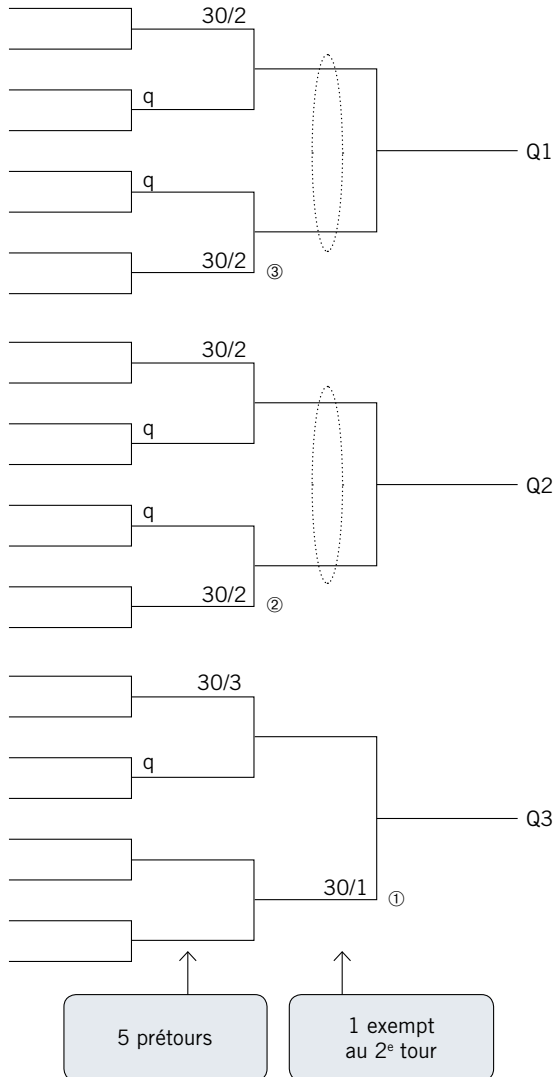 30/2
q
Q1
q
30/2 ③
30/2
q
Q2
q
30/2 ②
30/3
q
Q3
30/1 ①
5 prétours
1 exempt
au 2ᵉ tour